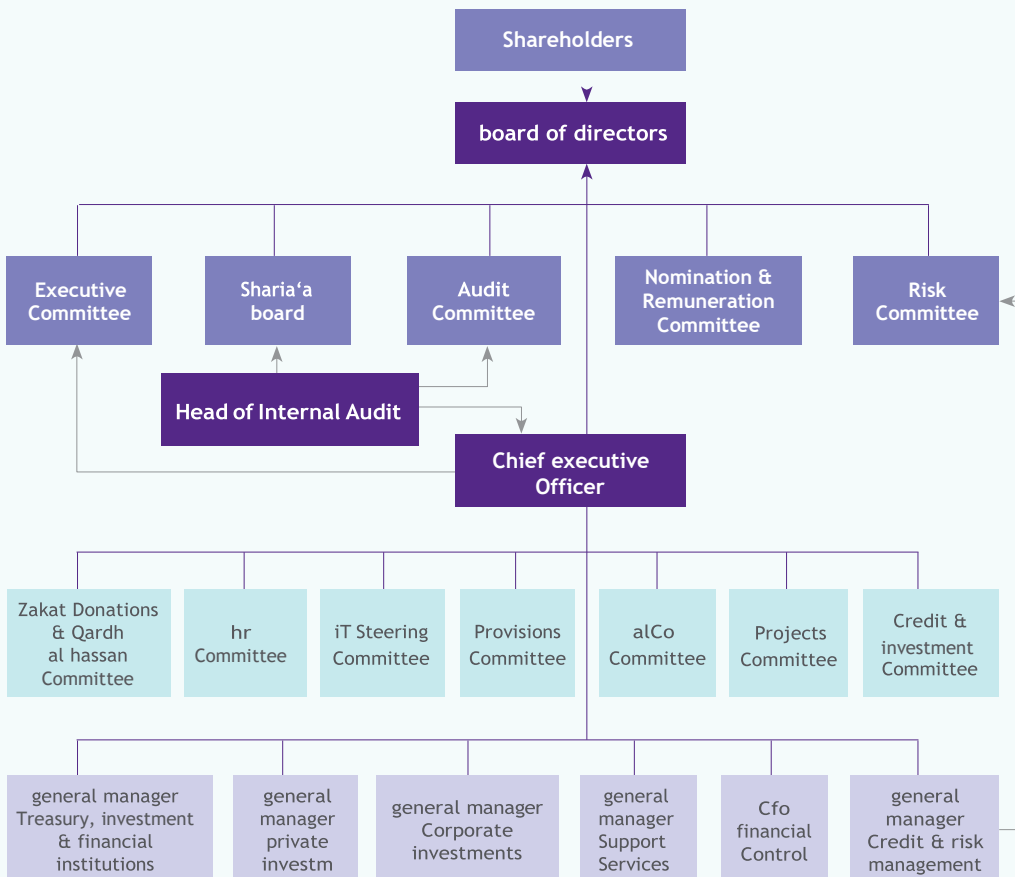 Shareholders
board of directors
Executive
Committee
Sharia‘a
board
Audit
Committee
Nomination &
Remuneration
Committee
Risk
Committee
Head of Internal Audit
Chief executive
Officer
Zakat Donations
& Qardh
al hassan
Committee
hr
Committee
iT Steering
Committee
Provisions
Committee
alCo
Committee
Projects
Committee
Credit &
investment
Committee
general manager
Treasury, investment
& financial
institutions
general
manager
private
investm
general manager
Corporate
investments
general
manager
Support
Services
Cfo
financial
Control
general
manager
Credit & risk
management